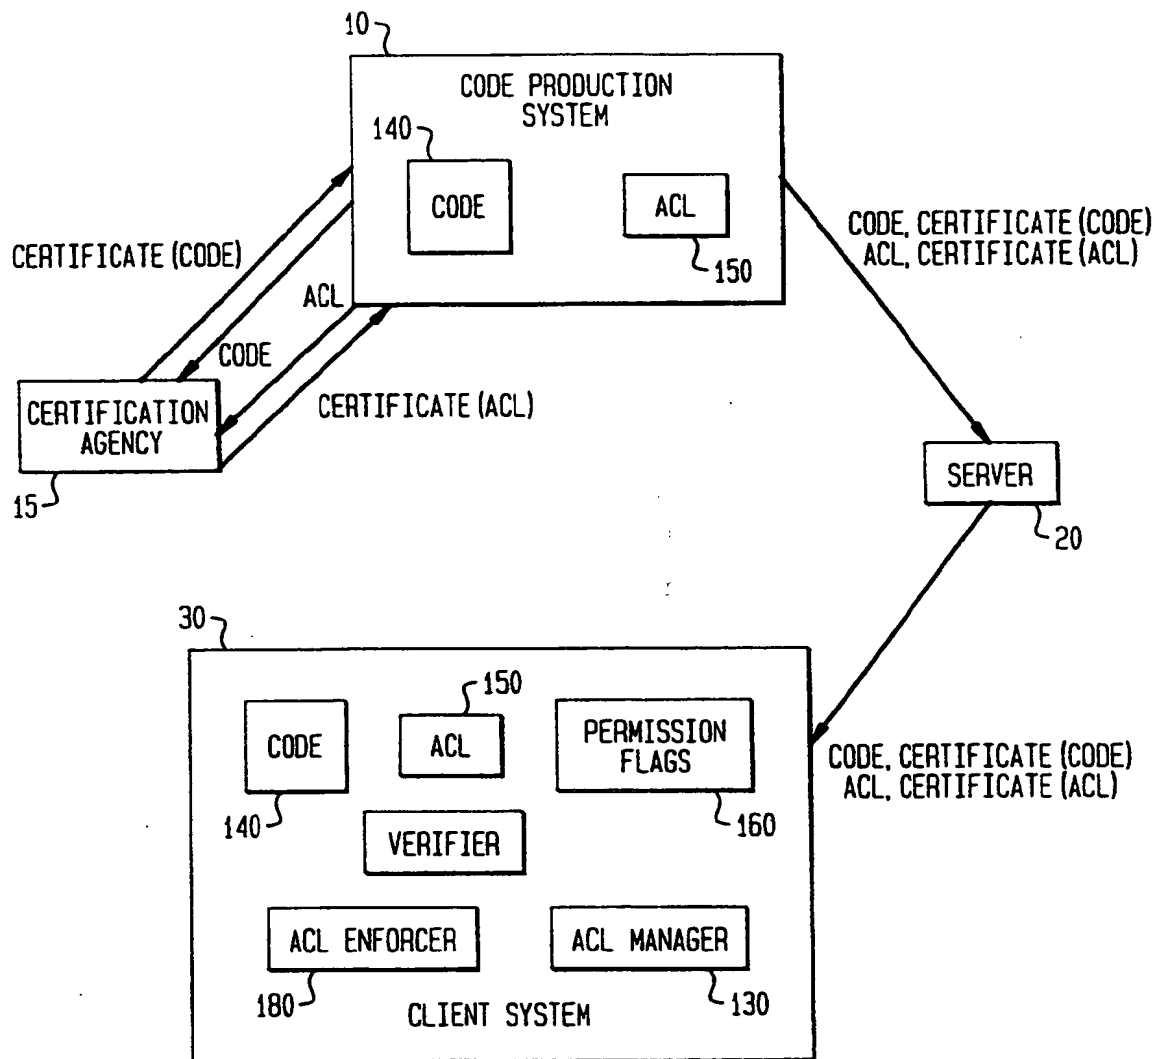 10
CODE PRODUCTION
SYSTEM
140
CODE
ACL
150
CERTIFICATE (CODE)
CODE, CERTIFICATE (CODE)
ACL, CERTIFICATE (ACL)
ACL
CODE
CERTIFICATE (ACL)
CERTIFICATION
AGENCY
15
SERVER
20
30
150
CODE
ACL
PERMISSION
FLAGS
140
160
CODE, CERTIFICATE (CODE)
ACL, CERTIFICATE (ACL)
VERIFIER
ACL ENFORCER
ACL MANAGER
180
130
CLIENT SYSTEM